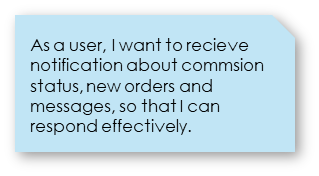 As a user, I want to recieve
notification about commsion
status, new orders and
messages, so that I can
respond effectively.